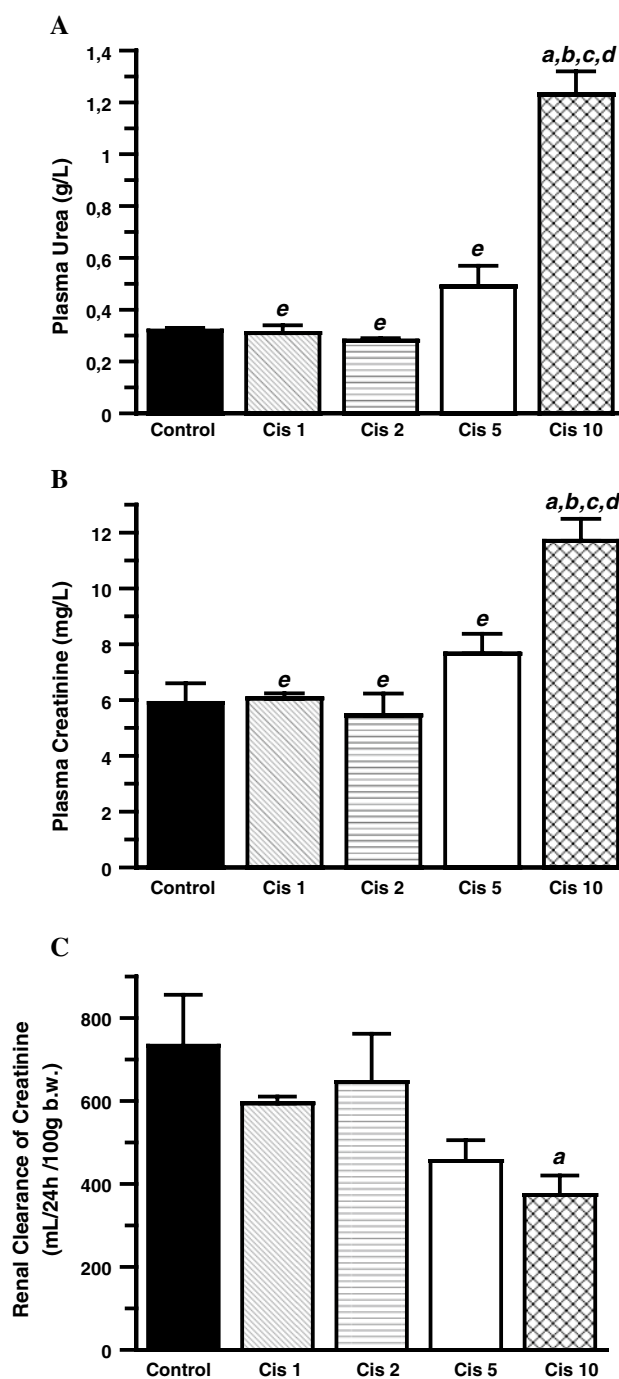 A
Plasma Urea (g/L)
1,4
1,2
1
0,8
0,6
0,4
0,2
0
e
e
e
a,b,c,d
Control Cis 1 Cis 2 Cis 5 Cis 10
B
Plasma Creatinine (mg/L)
12
10
8
6
4
2
0
e
e
e
a,b,c,d
Control Cis 1 Cis 2 Cis 5 Cis 10
C
Renal Clearance of Creatinine
(mL/24h /100g b.w.)
800
600
400
200
0
a
Control Cis 1 Cis 2 Cis 5 Cis 10